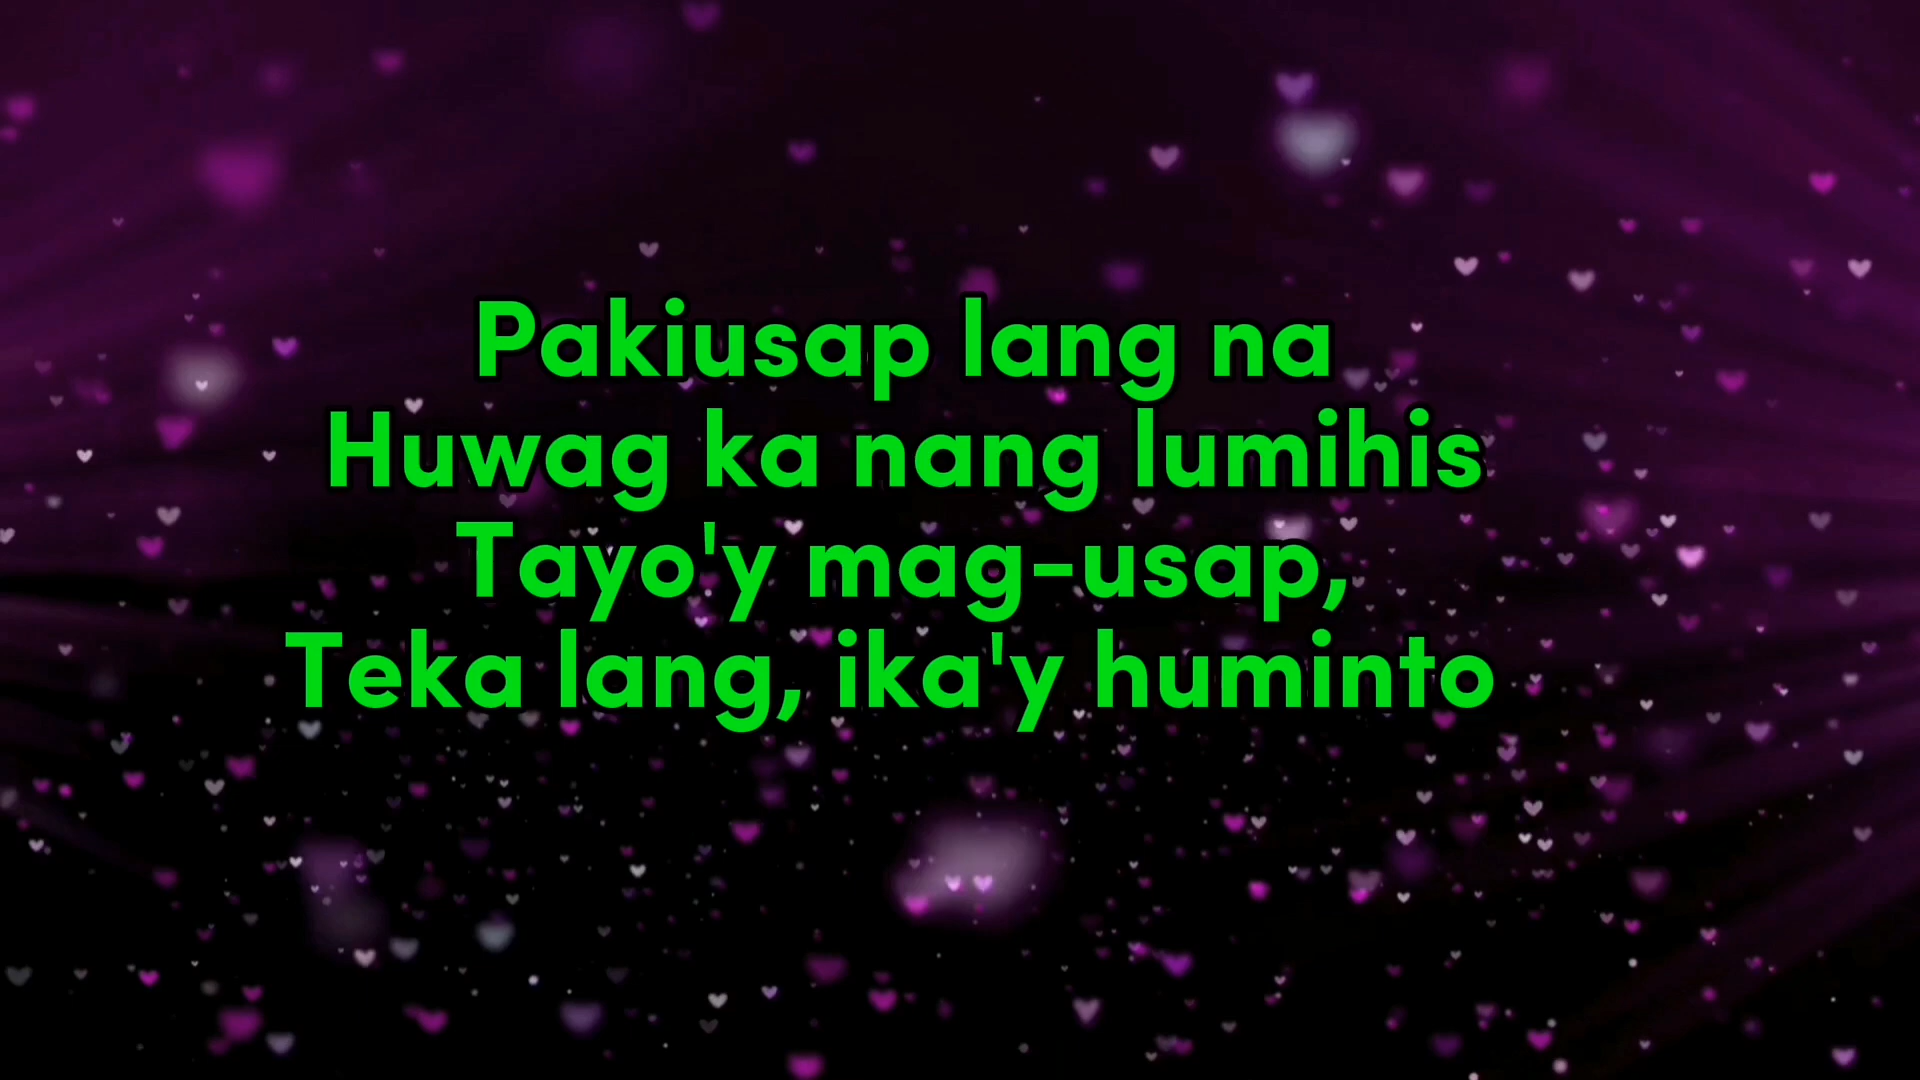 Pakiusap lang na
Huwag ka nang lumihis
Tayo'y mag-usap,
Teka lang, ika'y huminto